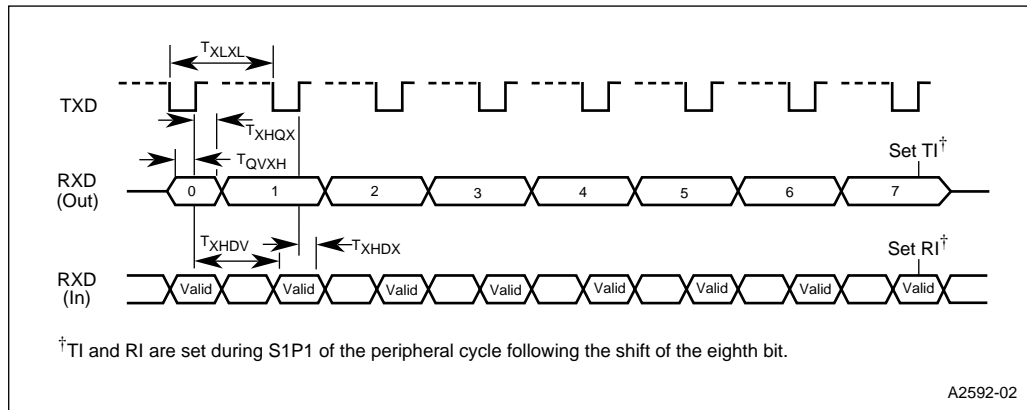 TXLXL
TXD
TXHQX
TQVXH
Set TI†
RXD
(Out)
0 1 2 3 4 5 6 7
TXHDV
TXHDX
Set RI†
RXD
(In)
Valid Valid Valid Valid Valid Valid Valid Valid
†TI and RI are set during S1P1 of the peripheral cycle following the shift of the eighth bit.
A2592-02